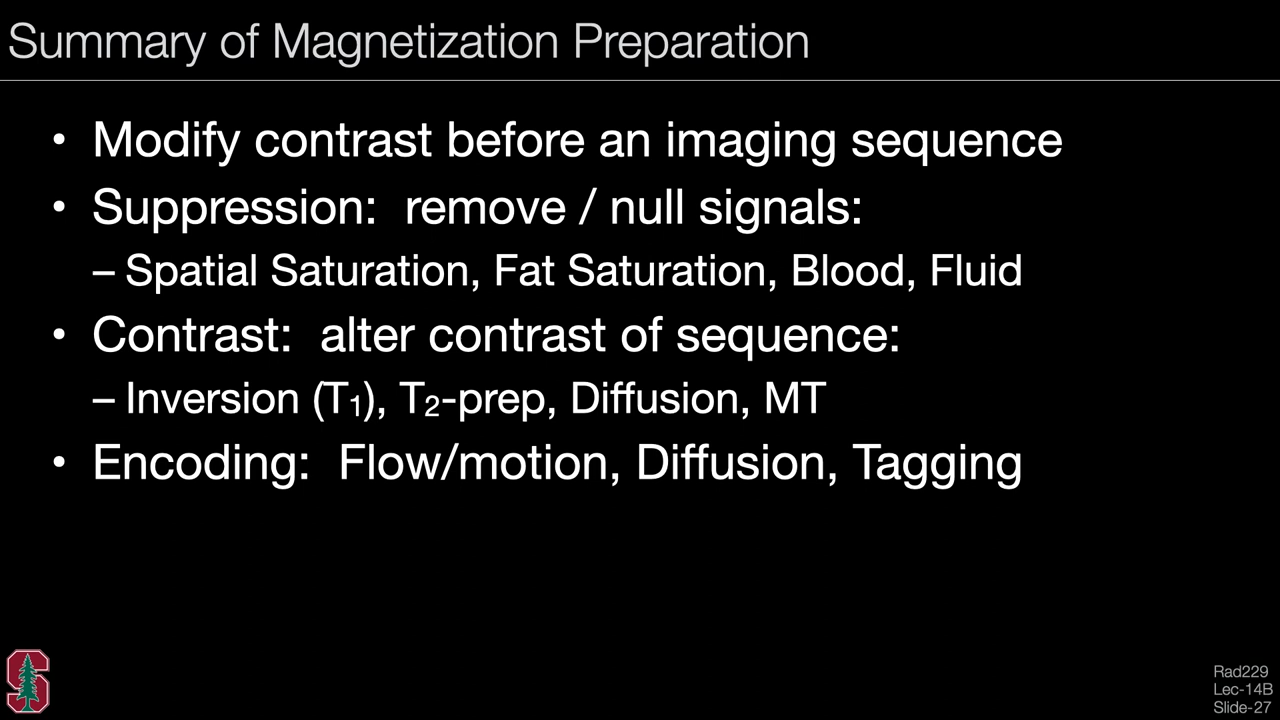 Summary of Magnetization Preparation
• Modify contrast before an imaging sequence
• Suppression:  remove / null signals:
– Spatial Saturation, Fat Saturation, Blood, Fluid
• Contrast:  alter contrast of sequence:
– Inversion (T₁), T₂-prep, Diffusion, MT
• Encoding:  Flow/motion, Diffusion, Tagging
S
Rad229
Lec-14B
Slide-27